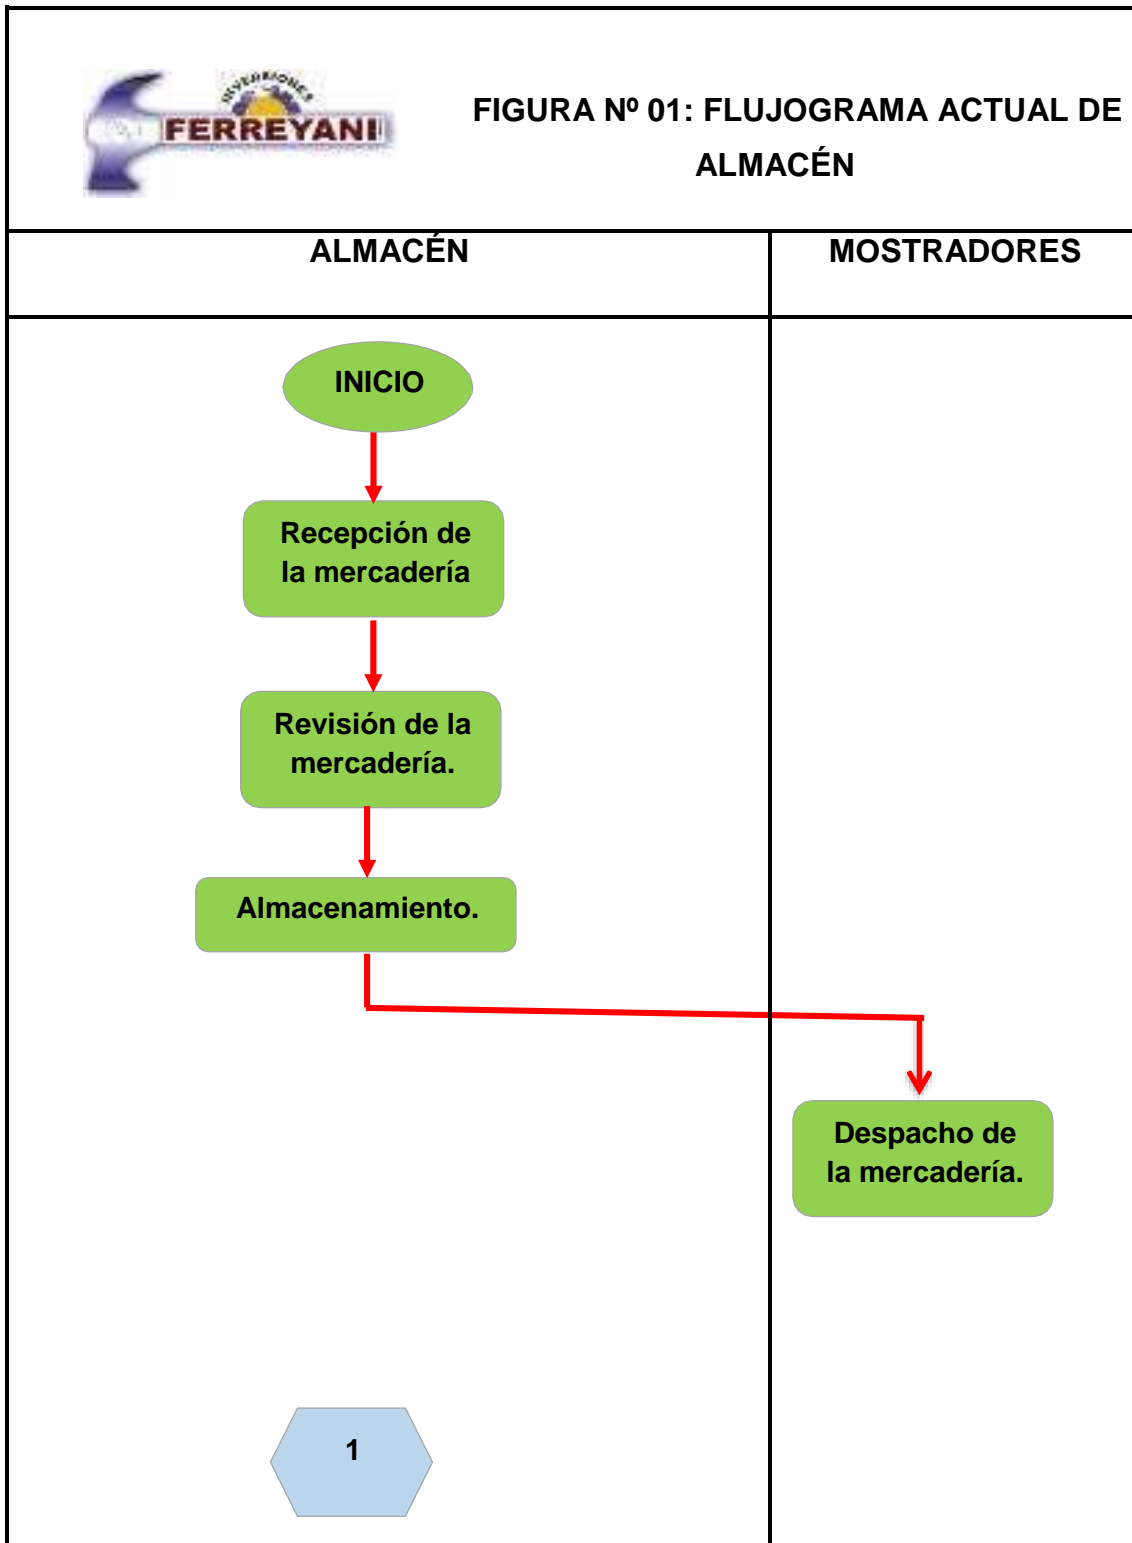 INVERSIONES
FERREYANI
FIGURA Nº 01: FLUJOGRAMA ACTUAL DE
ALMACÉN
ALMACÉN
MOSTRADORES
INICIO
Recepción de
la mercadería
Revisión de la
mercadería.
Almacenamiento.
Despacho de
la mercadería.
1